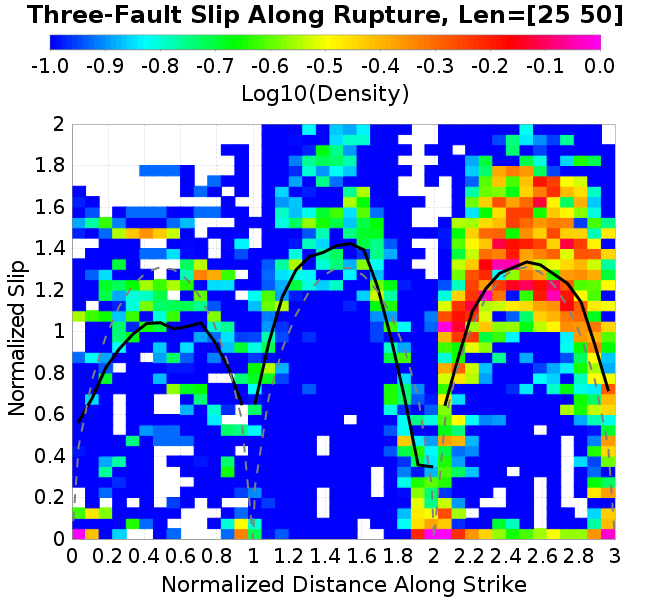 Three-Fault Slip Along Rupture, Len=[25 50]
-1.0 -0.9 -0.8 -0.7 -0.6 -0.5 -0.4 -0.3 -0.2 -0.1 0.0
Log10(Density)
2
1.8
1.6
1.4
1.2
1
0.8
0.6
0.4
0.2
0
Normalized Slip
0 0.2 0.4 0.6 0.8 1 1.2 1.4 1.6 1.8 2 2.2 2.4 2.6 2.8 3
Normalized Distance Along Strike